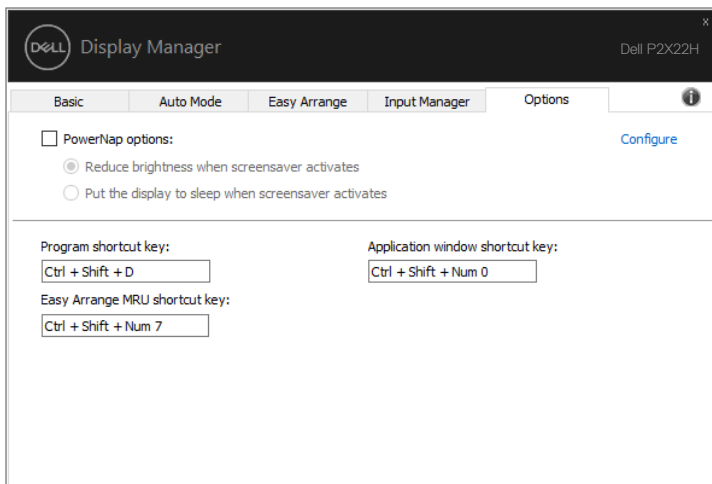 x
DELL
Display Manager
Dell P2X22H
Basic
Auto Mode
Easy Arrange
Input Manager
Options
i
PowerNap options:
Configure
Reduce brightness when screensaver activates
Put the display to sleep when screensaver activates
Program shortcut key:
Application window shortcut key:
Ctrl + Shift + D
Ctrl + Shift + Num 0
Easy Arrange MRU shortcut key:
Ctrl + Shift + Num 7